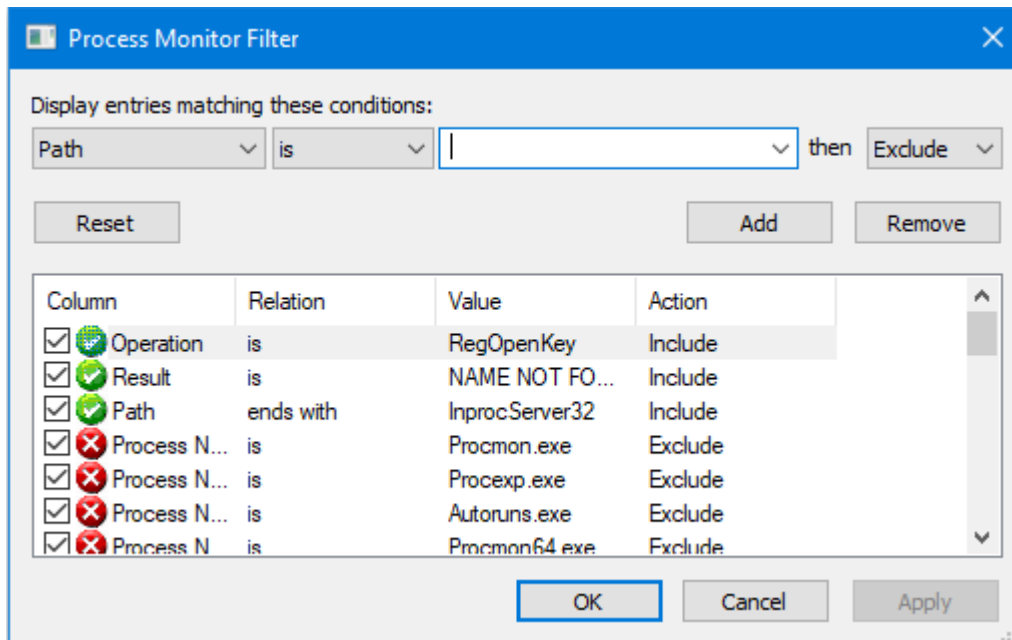 Process Monitor Filter
Display entries matching these conditions:
Path is then Exclude
Reset Add Remove
Column Relation Value Action
Operation is RegOpenKey Include
Result is NAME NOT FO... Include
Path ends with InprocServer32 Include
Process N... is Procmon.exe Exclude
Process N... is Procexp.exe Exclude
Process N... is Autoruns.exe Exclude
Process N is Procmon64.exe Exclude
OK Cancel Apply